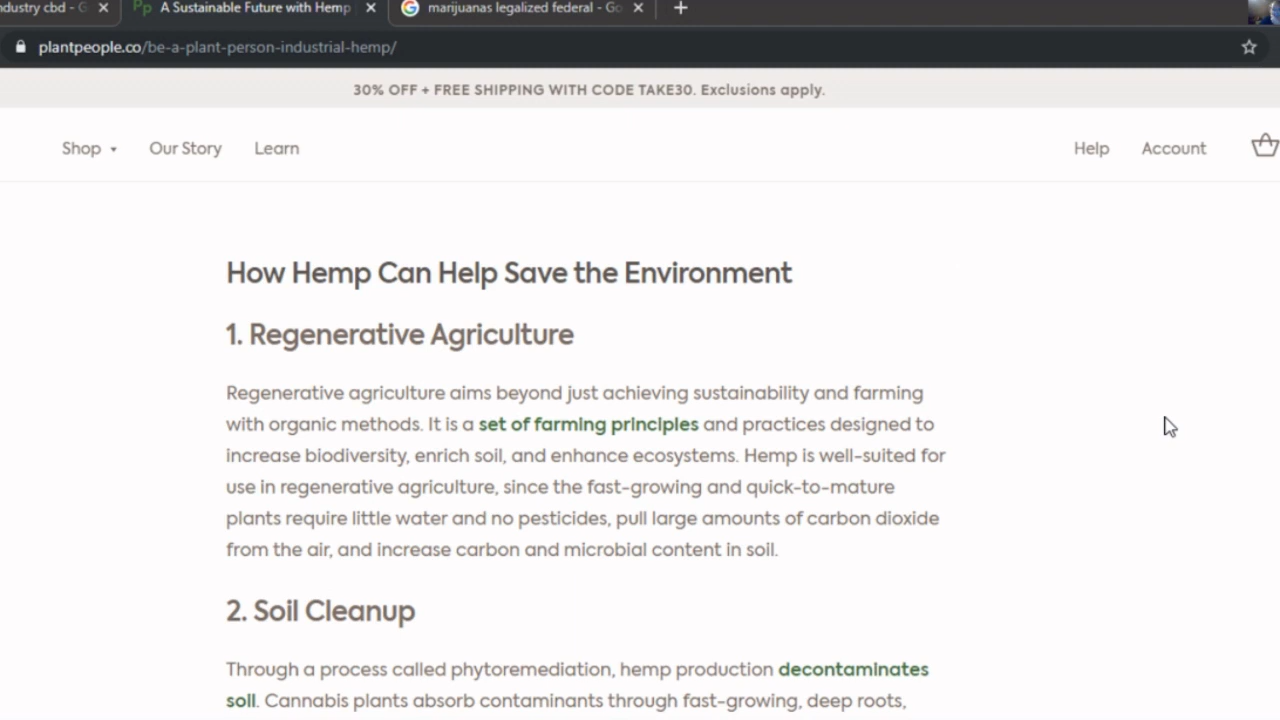 ndustry cbd - G
Pp A Sustainable Future with Hemp
marijuanas legalized federal - Go
plantpeople.co/be-a-plant-person-industrial-hemp/
30% OFF + FREE SHIPPING WITH CODE TAKE30. Exclusions apply.
Shop Our Story Learn Help Account
How Hemp Can Help Save the Environment
1. Regenerative Agriculture
Regenerative agriculture aims beyond just achieving sustainability and farming
with organic methods. It is a set of farming principles and practices designed to
increase biodiversity, enrich soil, and enhance ecosystems. Hemp is well-suited for
use in regenerative agriculture, since the fast-growing and quick-to-mature
plants require little water and no pesticides, pull large amounts of carbon dioxide
from the air, and increase carbon and microbial content in soil.
2. Soil Cleanup
Through a process called phytoremediation, hemp production decontaminates
soil. Cannabis plants absorb contaminants through fast-growing, deep roots,